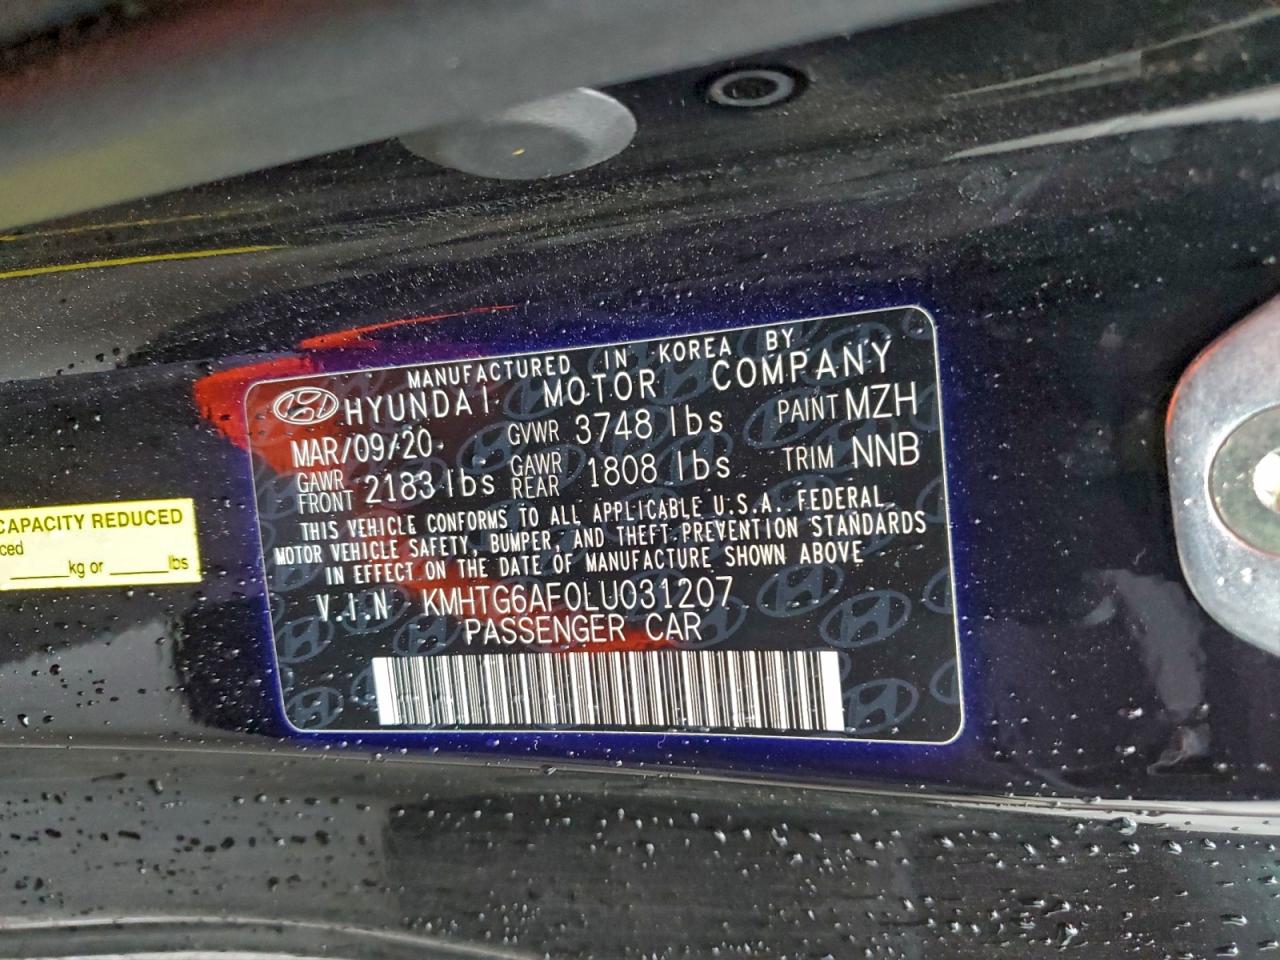 MANUFACTURED IN KOREA BY
HYUNDAI MOTOR COMPANY
MAR/09/20 GVWR 3748 lbs PAINT MZH
GAWR FRONT 2183 lbs GAWR REAR 1808 lbs TRIM NNB
THIS VEHICLE CONFORMS TO ALL APPLICABLE U.S.A. FEDERAL
MOTOR VEHICLE SAFETY, BUMPER, AND THEFT PREVENTION STANDARDS
IN EFFECT ON THE DATE OF MANUFACTURE SHOWN ABOVE
V.I.N KMHTG6AF0LU031207
PASSENGER CAR
CAPACITY REDUCED
ced
______kg or ______lbs